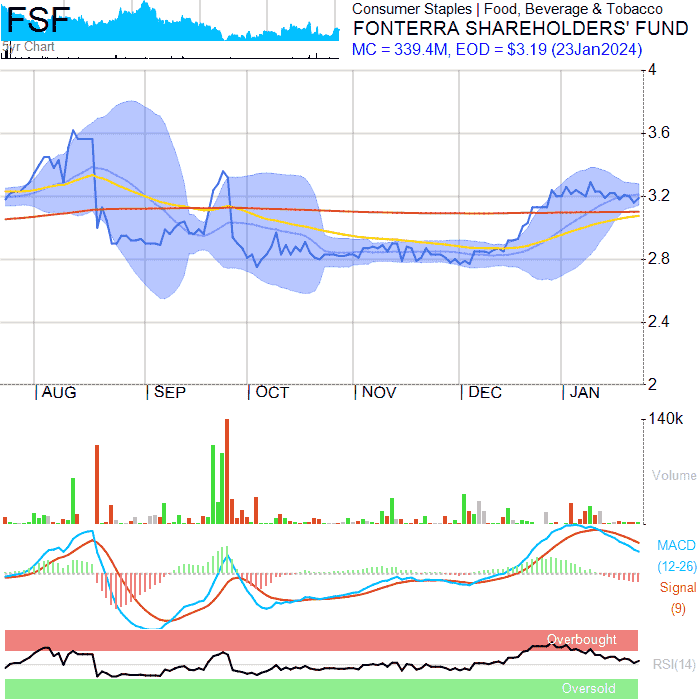 FSF
5yr Chart
Consumer Staples | Food, Beverage & Tobacco
FONTERRA SHAREHOLDERS' FUND
MC = 339.4M, EOD = $3.19 (23Jan2024)
4
3.6
3.2
2.8
2.4
2
|AUG |SEP |OCT |NOV |DEC |JAN
140k
Volume
MACD
(12-26)
Signal
(9)
Overbought
RSI(14)
Oversold